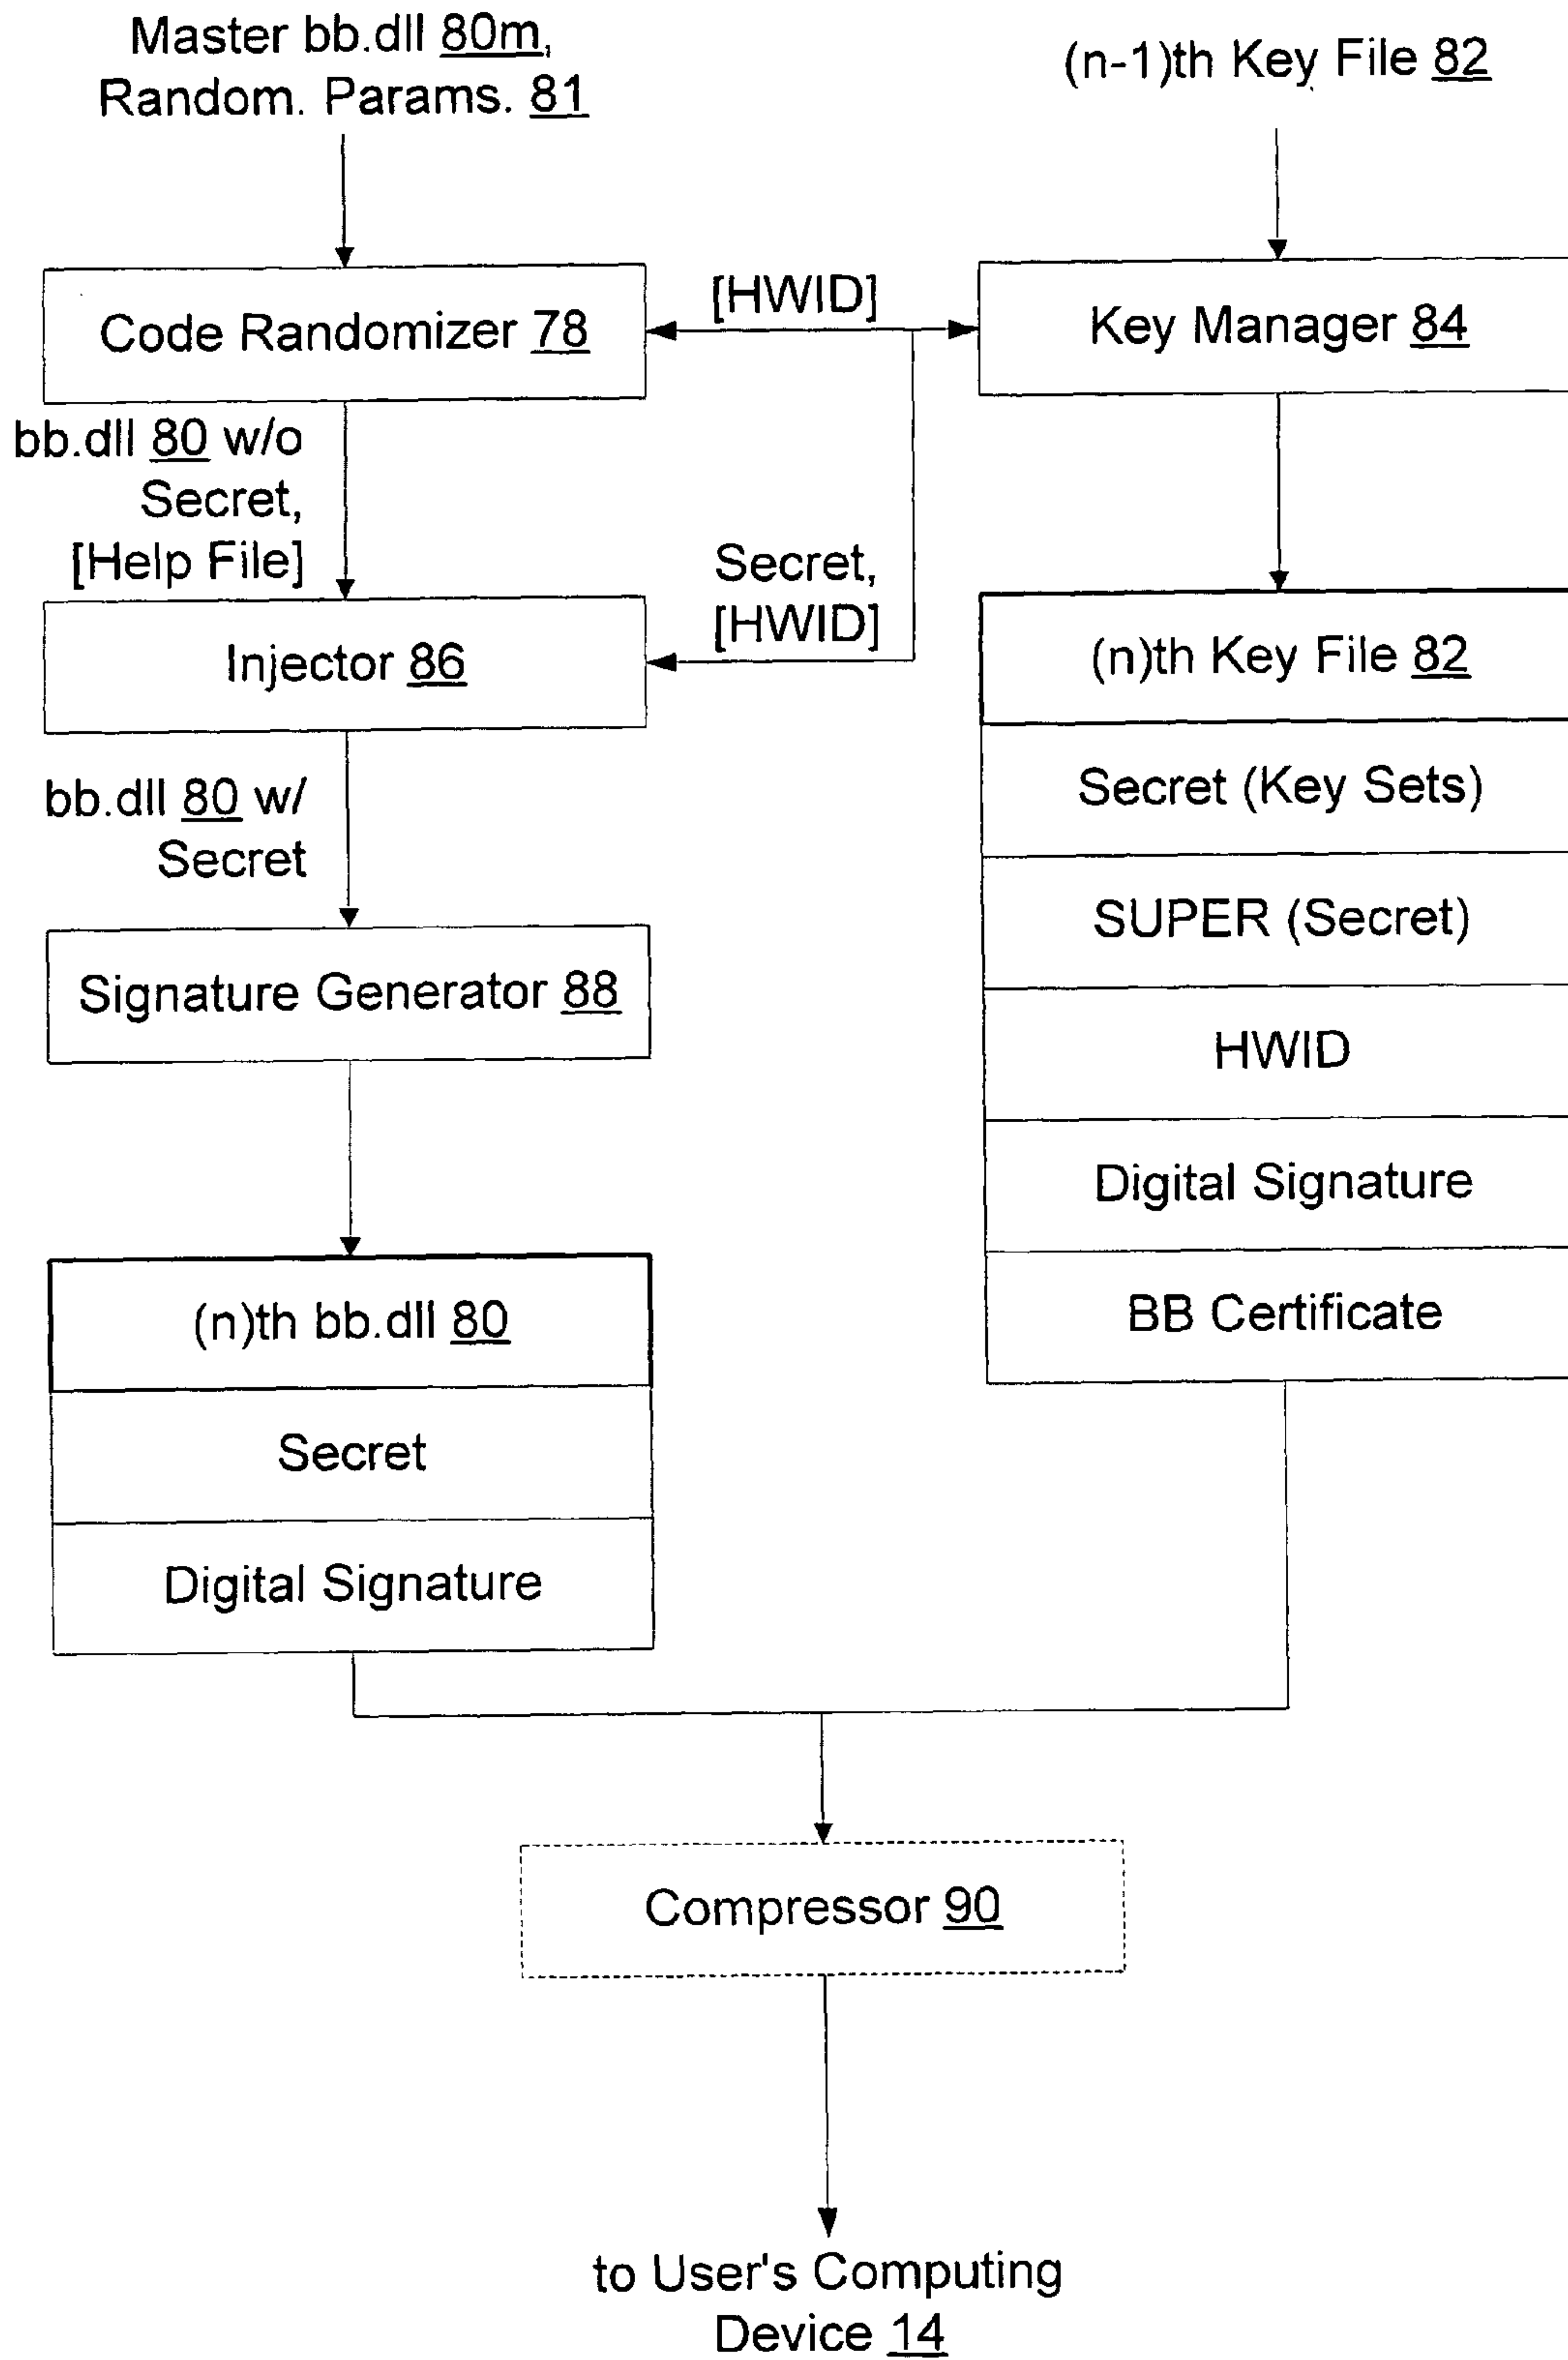 Master bb.dll 80m,
Random. Params. 81
(n-1)th Key File 82
Code Randomizer 78
[HWID]
Key Manager 84
bb.dll 80 w/o
Secret,
[Help File]
Secret,
[HWID]
Injector 86
(n)th Key File 82
Secret (Key Sets)
SUPER (Secret)
HWID
Digital Signature
BB Certificate
bb.dll 80 w/
Secret
Signature Generator 88
(n)th bb.dll 80
Secret
Digital Signature
Compressor 90
to User's Computing
Device 14